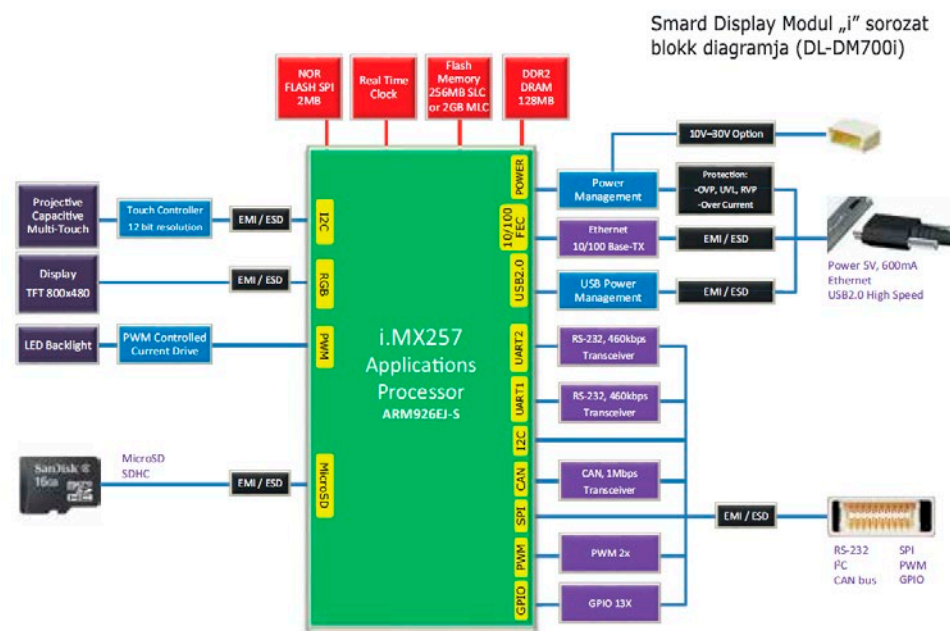 Smard Display Modul „i” sorozat
blokk diagramja (DL-DM700i)
NOR
FLASH SPI
2MB
Real Time
Clock
Flash
Memory
256MB SLC
or 2GB MLC
DDR2
DRAM
128MB
10V–30V Option
Projective
Capacitive
Multi-Touch
Touch Controller
12 bit resolution
EMI / ESD
I2C
POWER
Power
Management
Protection:
-OVP, UVL, RVP
-Over Current
10/100
FEC
Ethernet
10/100 Base-TX
EMI / ESD
Display
TFT 800x480
EMI / ESD
RGB
USB2.0
USB Power
Management
EMI / ESD
Power 5V, 600mA
Ethernet
USB2.0 High Speed
LED Backlight
PWM Controlled
Current Drive
PWM
i.MX257
Applications
Processor
ARM926EJ-S
UART2
RS-232, 460kbps
Transceiver
UART1
RS-232, 460kbps
Transceiver
I2C
SanDisk
16GB
MicroSD
SDHC
EMI / ESD
MicroSD
CAN
CAN, 1Mbps
Transceiver
SPI
EMI / ESD
PWM
PWM 2x
GPIO
GPIO 13X
RS-232 SPI
I²C PWM
CAN bus GPIO